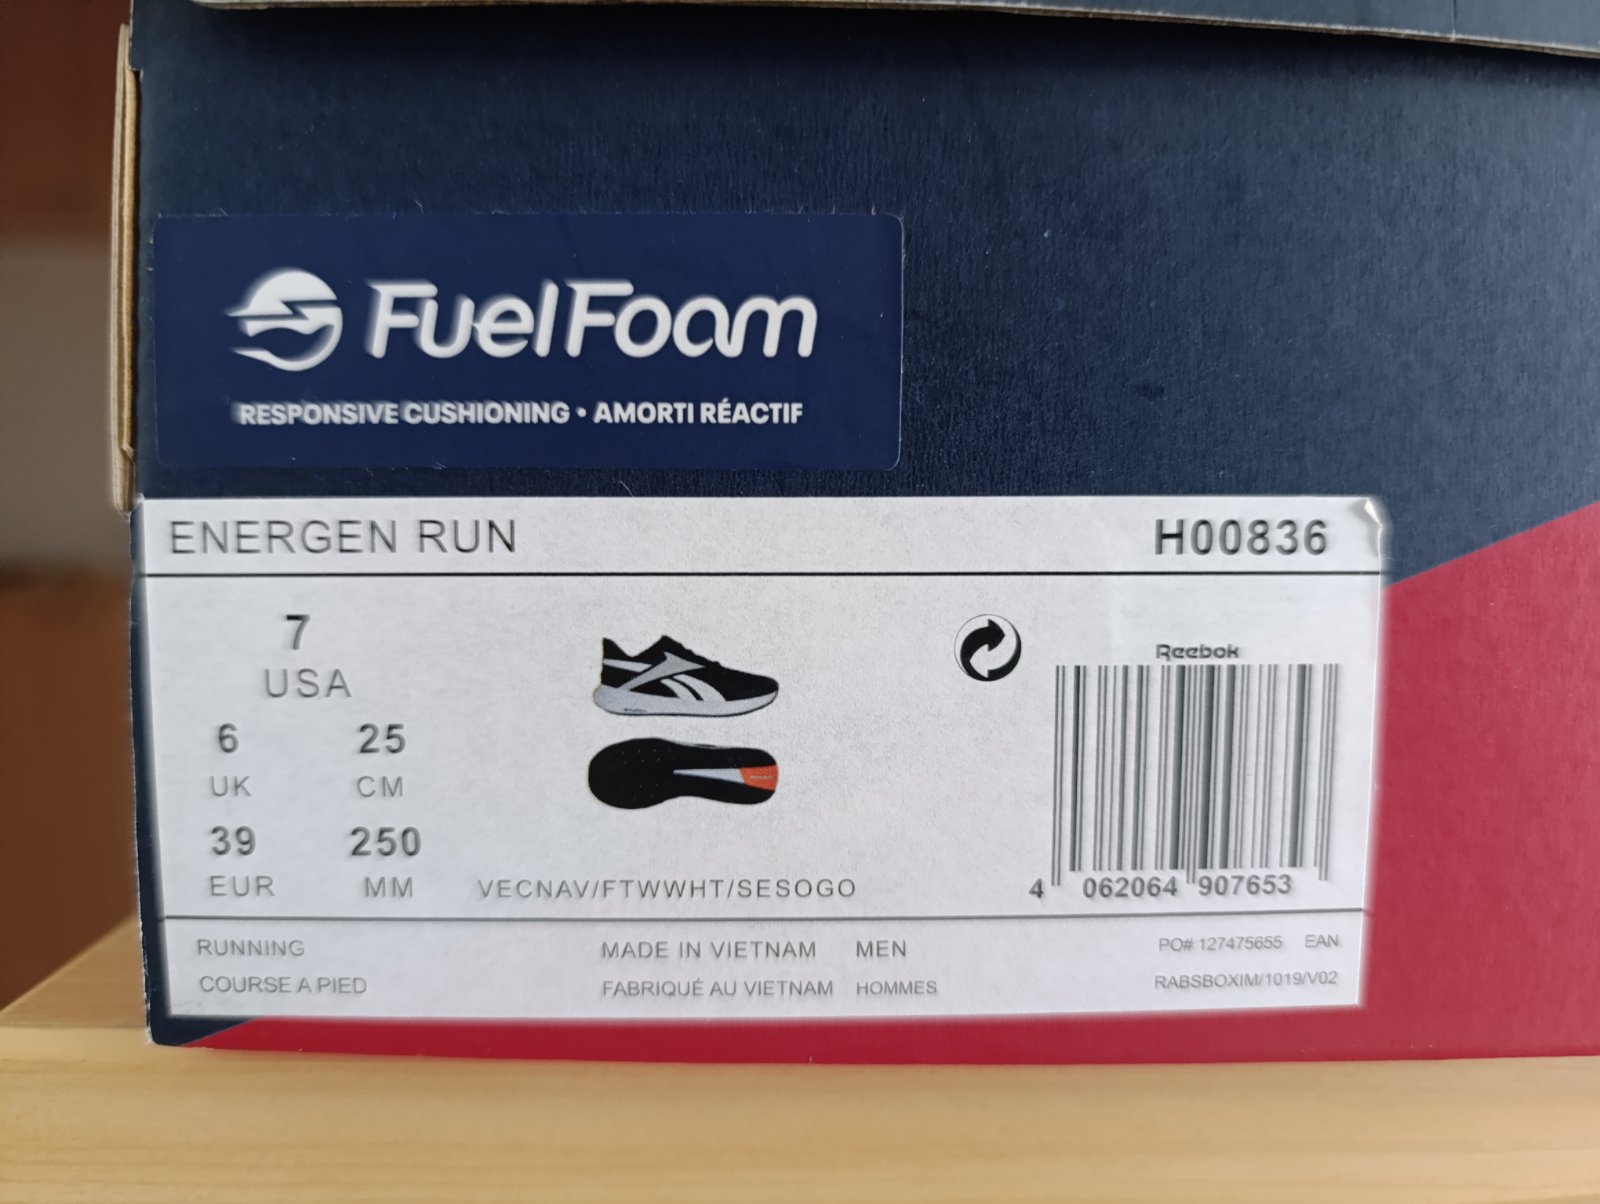 FuelFoam
RESPONSIVE CUSHIONING • AMORTI RÉACTIF
ENERGEN RUN H00836
7
USA
6 25
UK CM
39 250
EUR MM
VECNAV/FTWWHT/SESOGO
Reebok
4 062064 907653
RUNNING MADE IN VIETNAM MEN PO# 127475655 EAN
COURSE A PIED FABRIQUÉ AU VIETNAM HOMMES RABSBOXIM/1019/V02